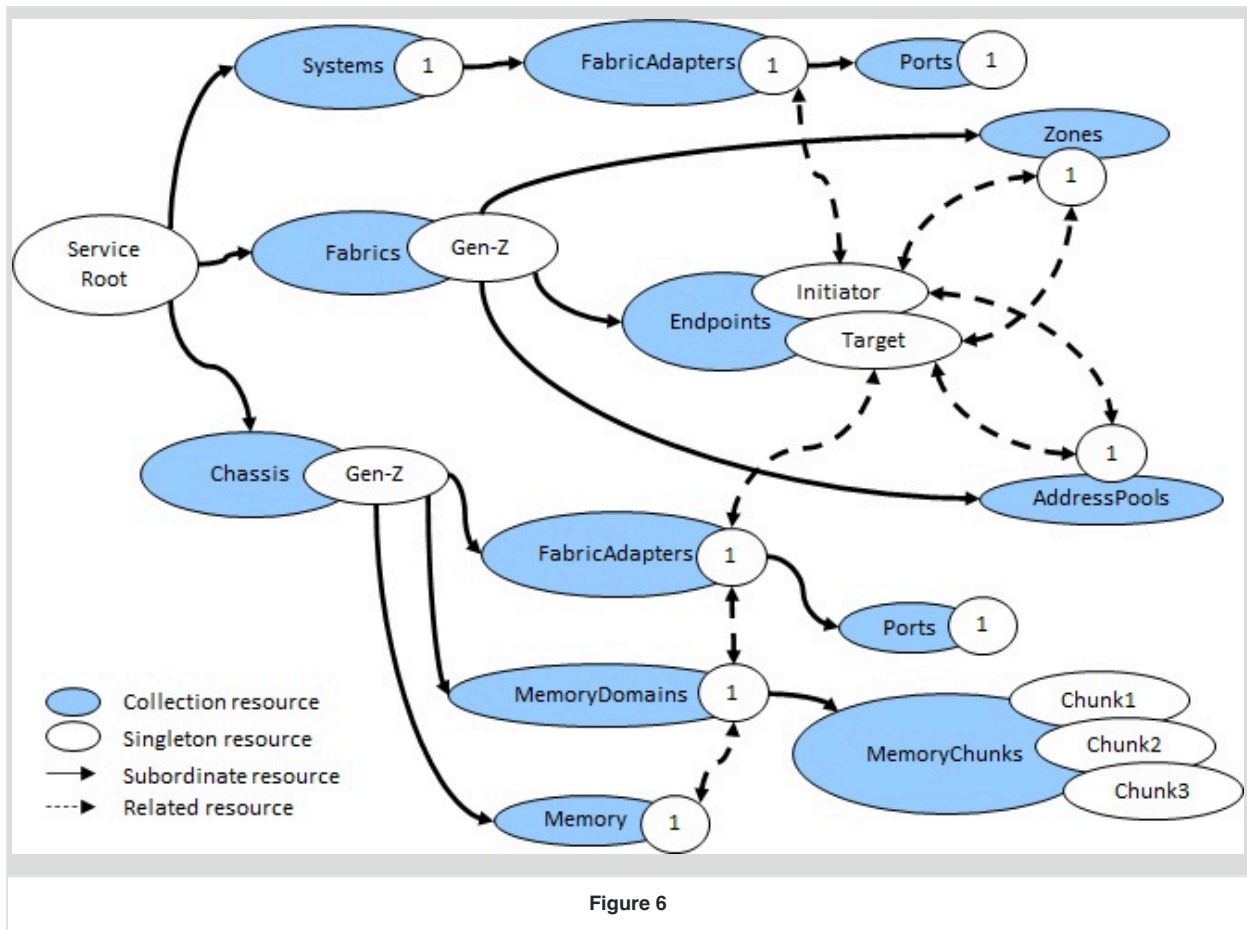 Systems
1
FabricAdapters
1
Ports
1
Zones
1
Service
Root
Fabrics
Gen-Z
Endpoints
Initiator
Target
1
AddressPools
Chassis
Gen-Z
FabricAdapters
1
Ports
1
MemoryDomains
1
MemoryChunks
Chunk1
Chunk2
Chunk3
Memory
1
Collection resource
Singleton resource
Subordinate resource
Related resource
Figure 6